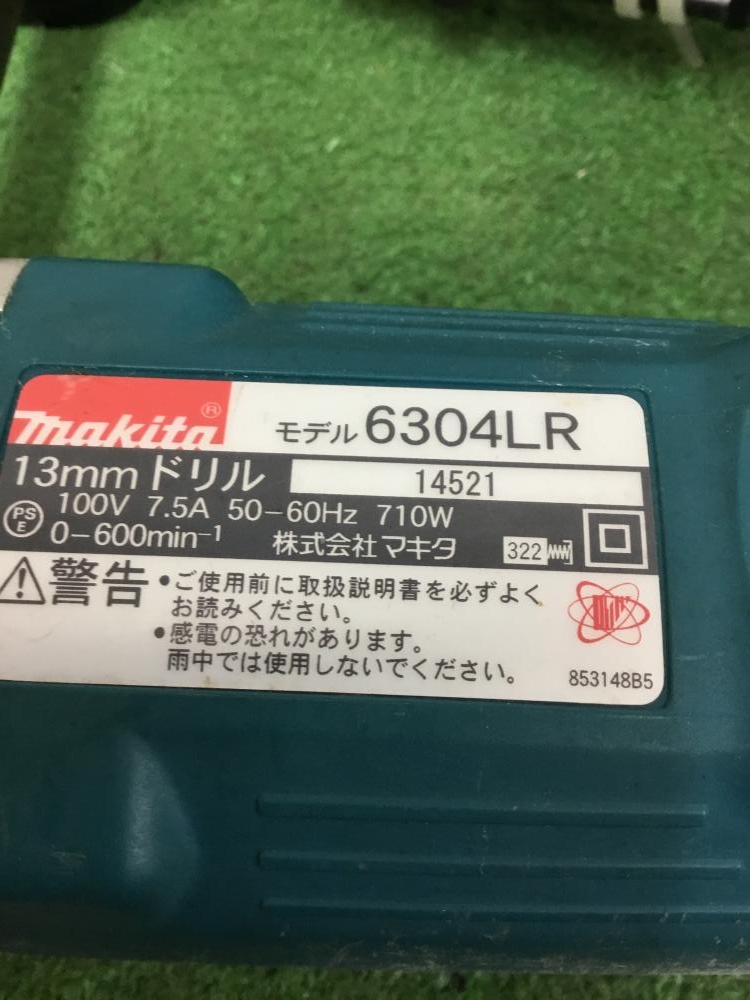 makita®
モデル 6304LR
13mm ドリル
14521
PS
E
100V 7.5A 50-60Hz 710W
0-600min⁻¹
株式会社 マキタ
322
警告
•ご使用前に取扱説明書を必ずよく
お読みください。
•感電の恐れがあります。
雨中では使用しないでください。
853148B5